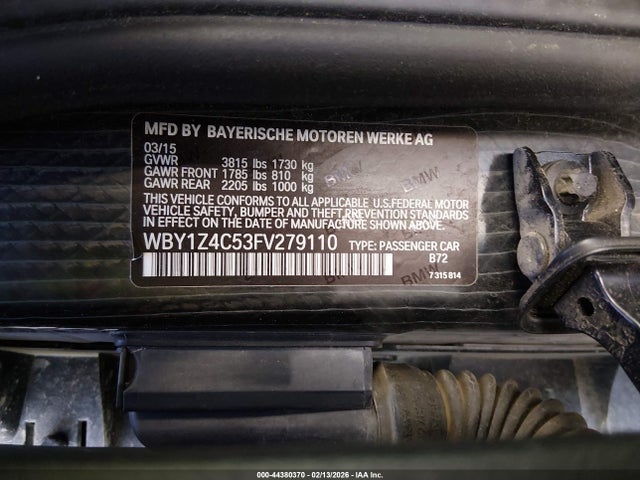 MFD BY BAYERISCHE MOTOREN WERKE AG
03/15
GVWR 3815 lbs 1730 kg
GAWR FRONT 1785 lbs 810 kg
GAWR REAR 2205 lbs 1000 kg
THIS VEHICLE CONFORMS TO ALL APPLICABLE U.S.FEDERAL MOTOR
VEHICLE SAFETY, BUMPER AND THEFT PREVENTION STANDARDS
IN EFFECT ON THE DATE OF MANUFACTURE SHOWN ABOVE.
WBY1Z4C53FV279110 TYPE: PASSENGER CAR
B72
7 315 814
BMW
BMW
000-44380370 - 02/13/2026 - IAA Inc.